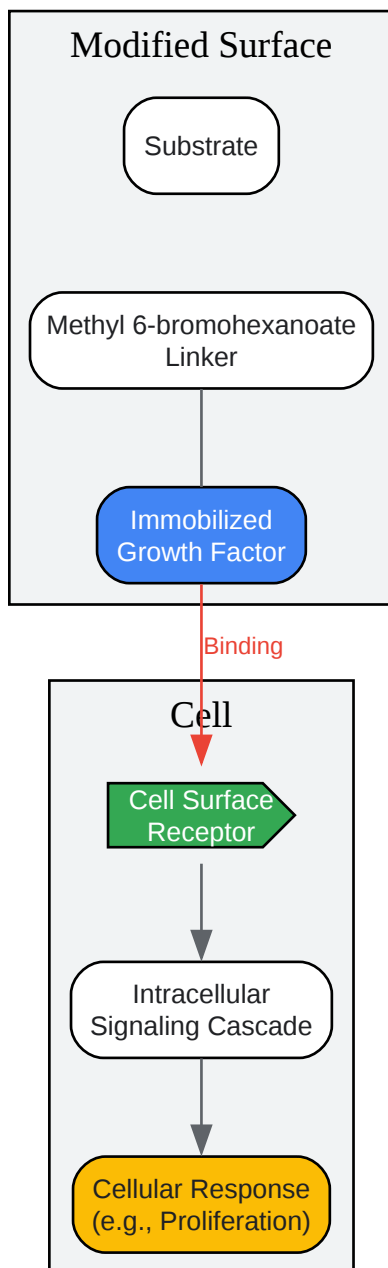 Modified Surface
Substrate
Methyl 6-bromohexanoate
Linker
Immobilized
Growth Factor
Binding
Cell
Cell Surface
Receptor
Intracellular
Signaling Cascade
Cellular Response
(e.g., Proliferation)